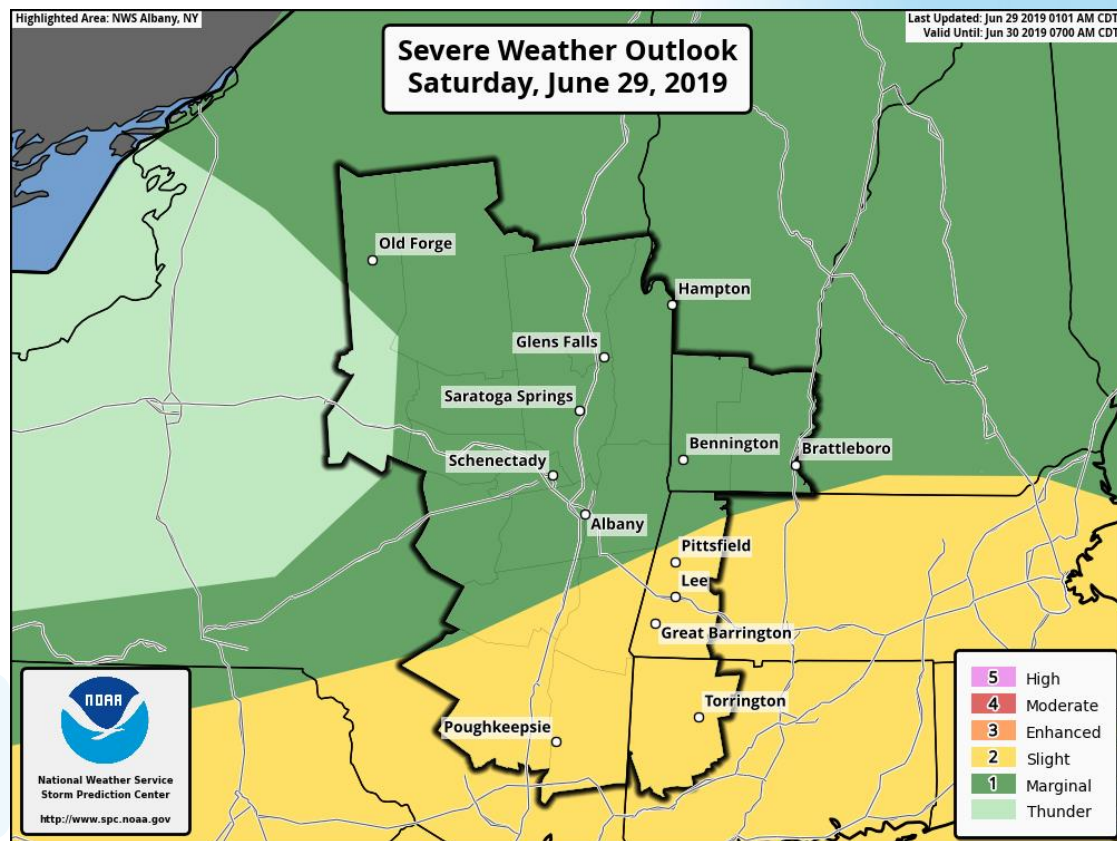 Highlighted Area: NWS Albany, NY
Last Updated: Jun 29 2019 0101 AM CDT
Valid Until: Jun 30 2019 0700 AM CDT
Severe Weather Outlook
Saturday, June 29, 2019
Old Forge
Hampton
Glens Falls
Saratoga Springs
Bennington
Brattleboro
Schenectady
Albany
Pittsfield
Lee
Great Barrington
Torrington
Poughkeepsie
NOAA
National Weather Service
Storm Prediction Center
http://www.spc.noaa.gov
5 High
4 Moderate
3 Enhanced
2 Slight
1 Marginal
Thunder